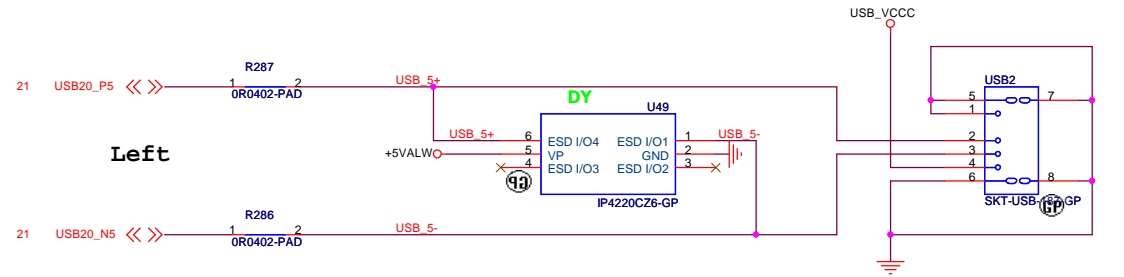 USB_VCCC
R287
21 USB20_P5 1 2 USB_5+
0R0402-PAD
DY
U49
USB2
Left
USB_5+ 6 ESD I/O4 ESD I/O1 1 USB_5-
+5VALW 5 VP GND 2
4 ESD I/O3 ESD I/O2 3
GP
IP4220CZ6-GP
5 7
1
2
3
4
6 8
GP
R286
21 USB20_N5 1 2 USB_5-
0R0402-PAD